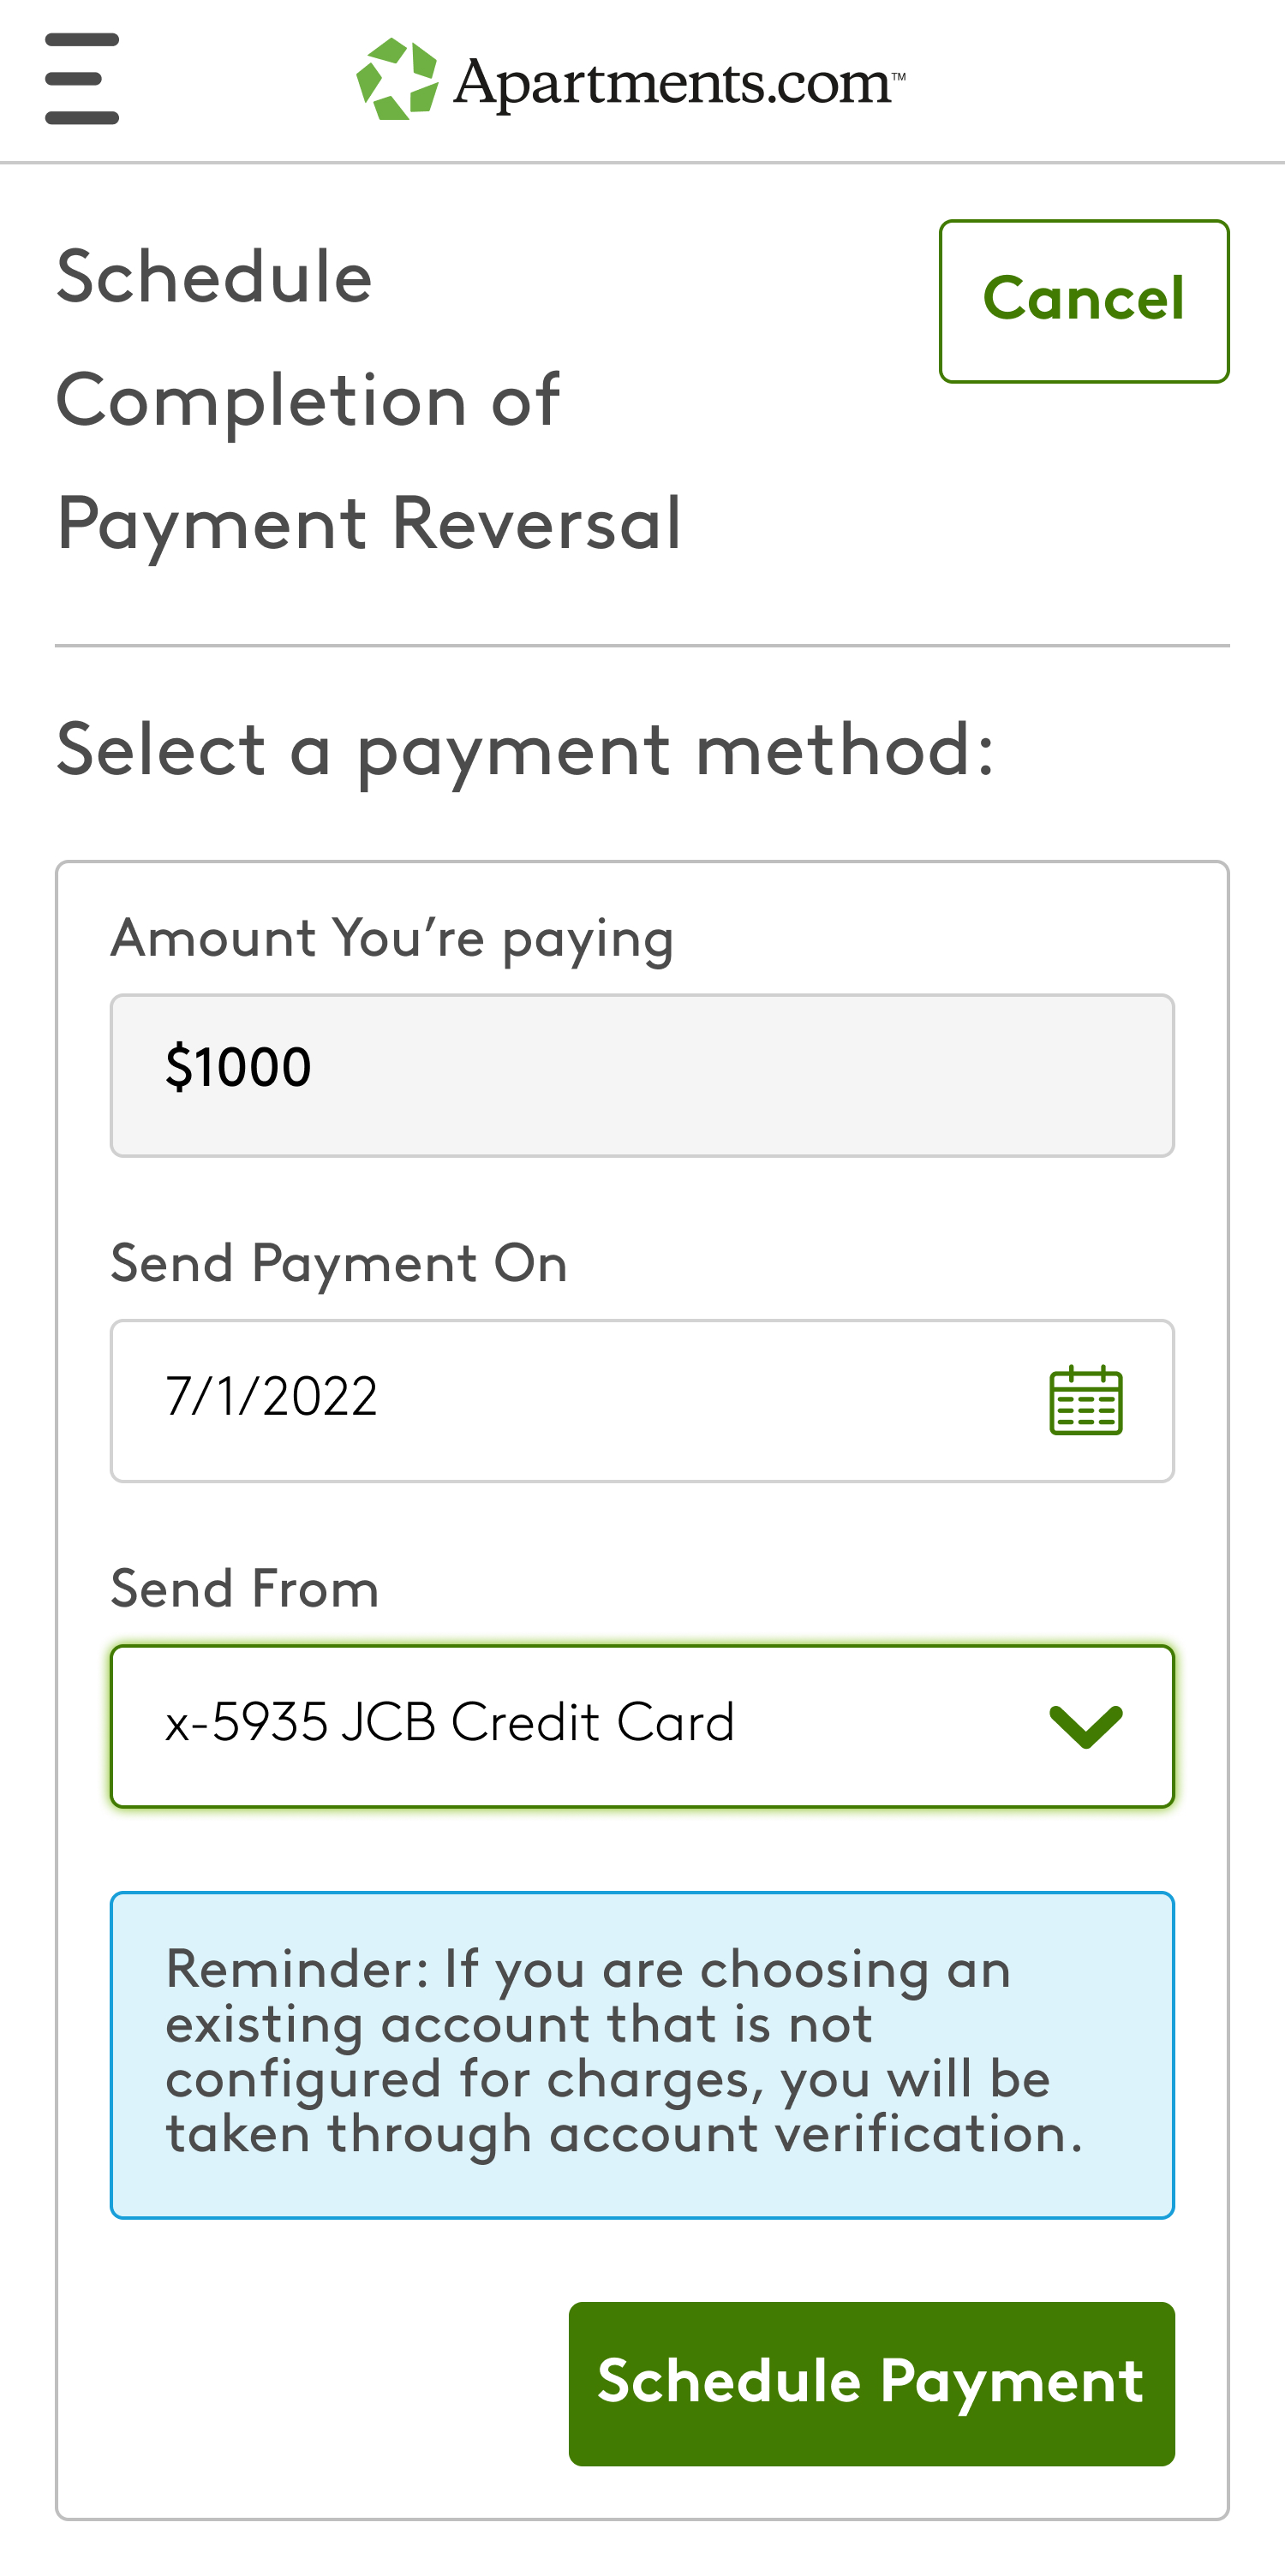 Apartments.com™
Schedule
Completion of
Payment Reversal
Cancel
Select a payment method:
Amount You’re paying
$1000
Send Payment On
7/1/2022
Send From
x-5935 JCB Credit Card
Reminder: If you are choosing an
existing account that is not
configured for charges, you will be
taken through account verification.
Schedule Payment